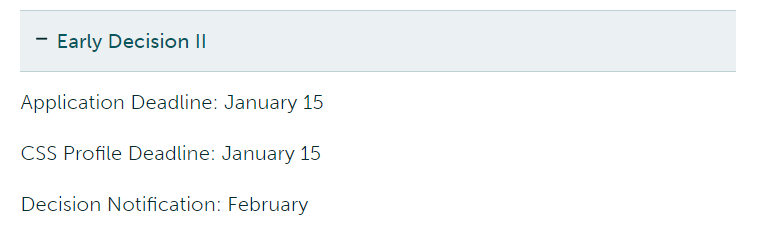 − Early Decision II
Application Deadline: January 15
CSS Profile Deadline: January 15
Decision Notification: February